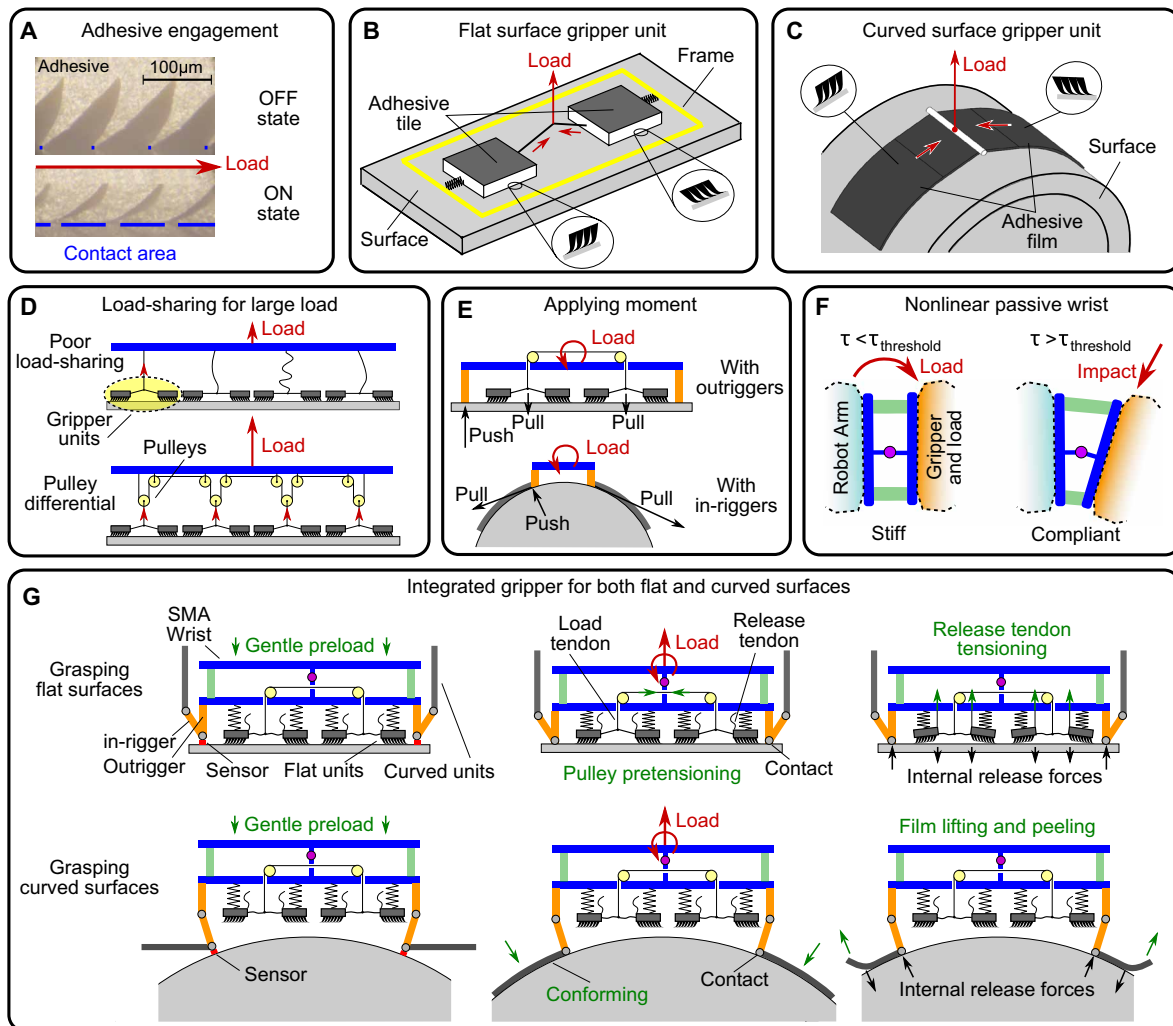 A Adhesive engagement
Adhesive
100µm
OFF
state
Load
ON
state
Contact area
B Flat surface gripper unit
Load
Frame
Adhesive
tile
Surface
C Curved surface gripper unit
Load
Surface
Adhesive
film
D Load-sharing for large load
Poor
load-sharing
Load
Gripper
units
Load
Pulleys
Pulley
differential
E Applying moment
Load
With
outriggers
Pull Pull
Push
Load
Pull Pull
With
in-riggers
Push
F Nonlinear passive wrist
τ < τthreshold
Load
τ > τthreshold
Impact
Robot Arm
Gripper
and load
Stiff
Compliant
G Integrated gripper for both flat and curved surfaces
SMA
Wrist
Gentle preload
Grasping
flat surfaces
in-rigger
Outrigger
Sensor
Flat units
Curved units
Load
tendon
Load
Release
tendon
Pulley pretensioning
Contact
Release tendon
tensioning
Internal release forces
Grasping
curved surfaces
Gentle preload
Sensor
Load
Conforming
Contact
Film lifting and peeling
Internal release forces